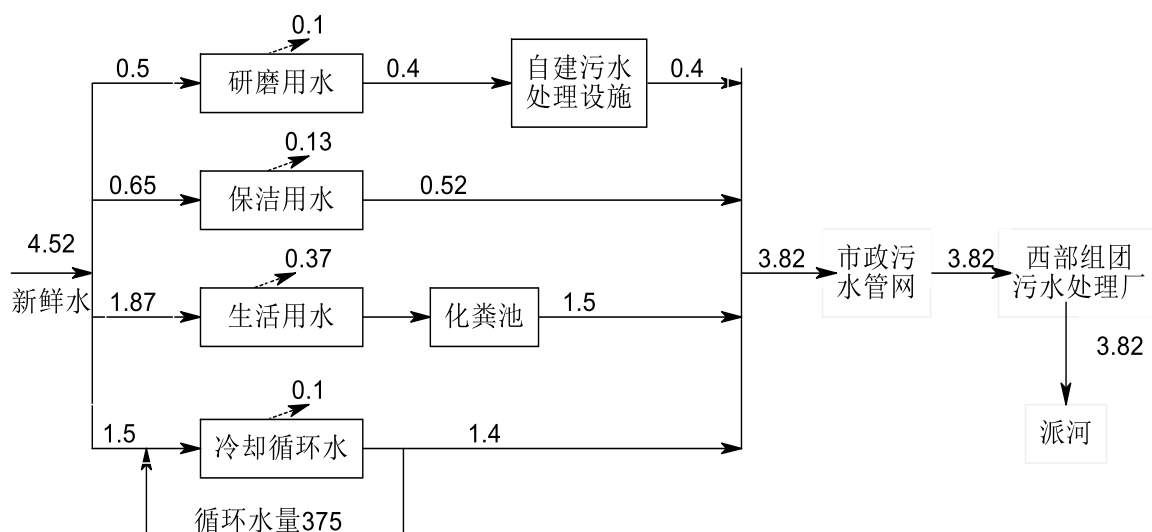 0.1
0.5
研磨用水
0.4
自建污水
处理设施
0.4
0.13
0.65
保洁用水
0.52
4.52
新鲜水
0.37
1.87
生活用水
化粪池
1.5
3.82
市政污
水管网
3.82
西部组团
污水处理厂
3.82
派河
0.1
1.5
冷却循环水
1.4
循环水量375